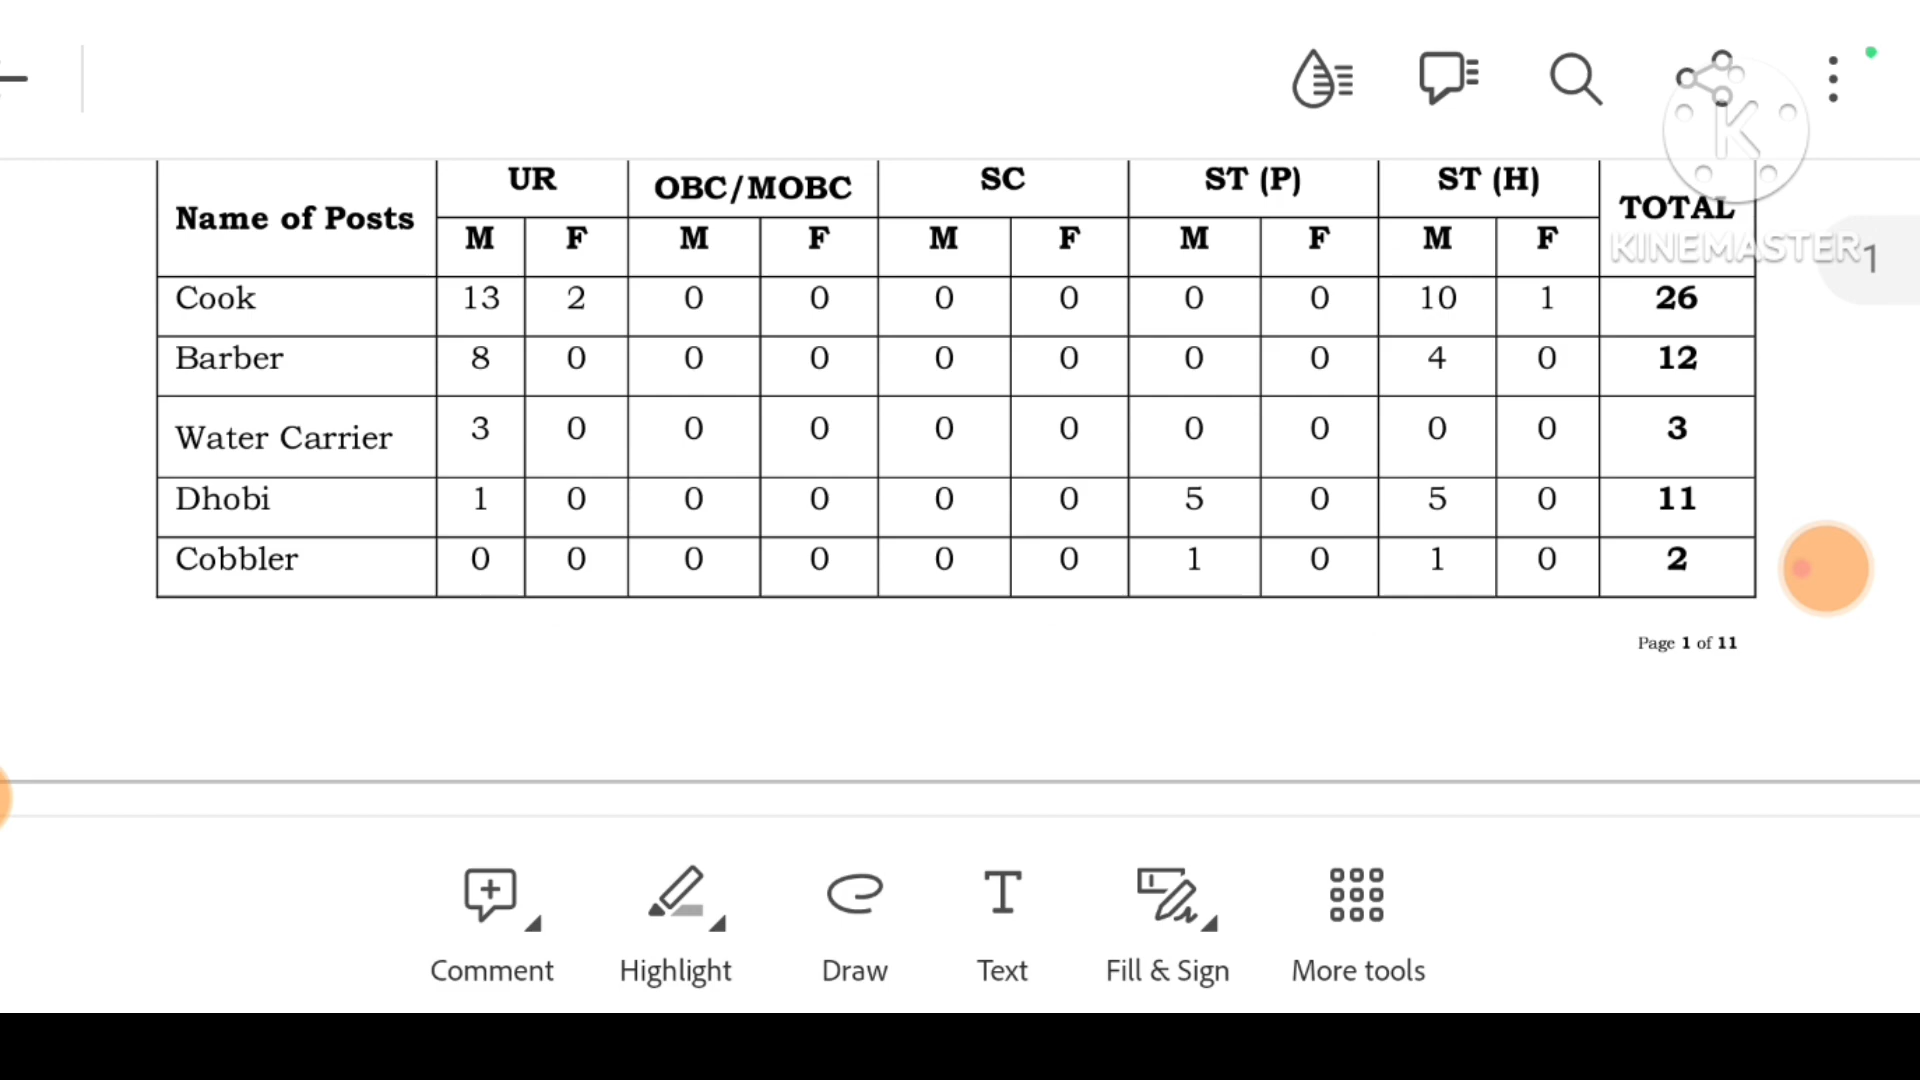 UR OBC/MOBC SC ST (P) ST (H)
Name of Posts TOTAL
M F M F M F M F M F
KINEMASTER
1
Cook 13 2 0 0 0 0 0 0 10 1 26
Barber 8 0 0 0 0 0 0 0 4 0 12
Water Carrier 3 0 0 0 0 0 0 0 0 0 3
Dhobi 1 0 0 0 0 0 5 0 5 0 11
Cobbler 0 0 0 0 0 0 1 0 1 0 2
Page 1 of 11
Comment Highlight Draw Text Fill & Sign More tools